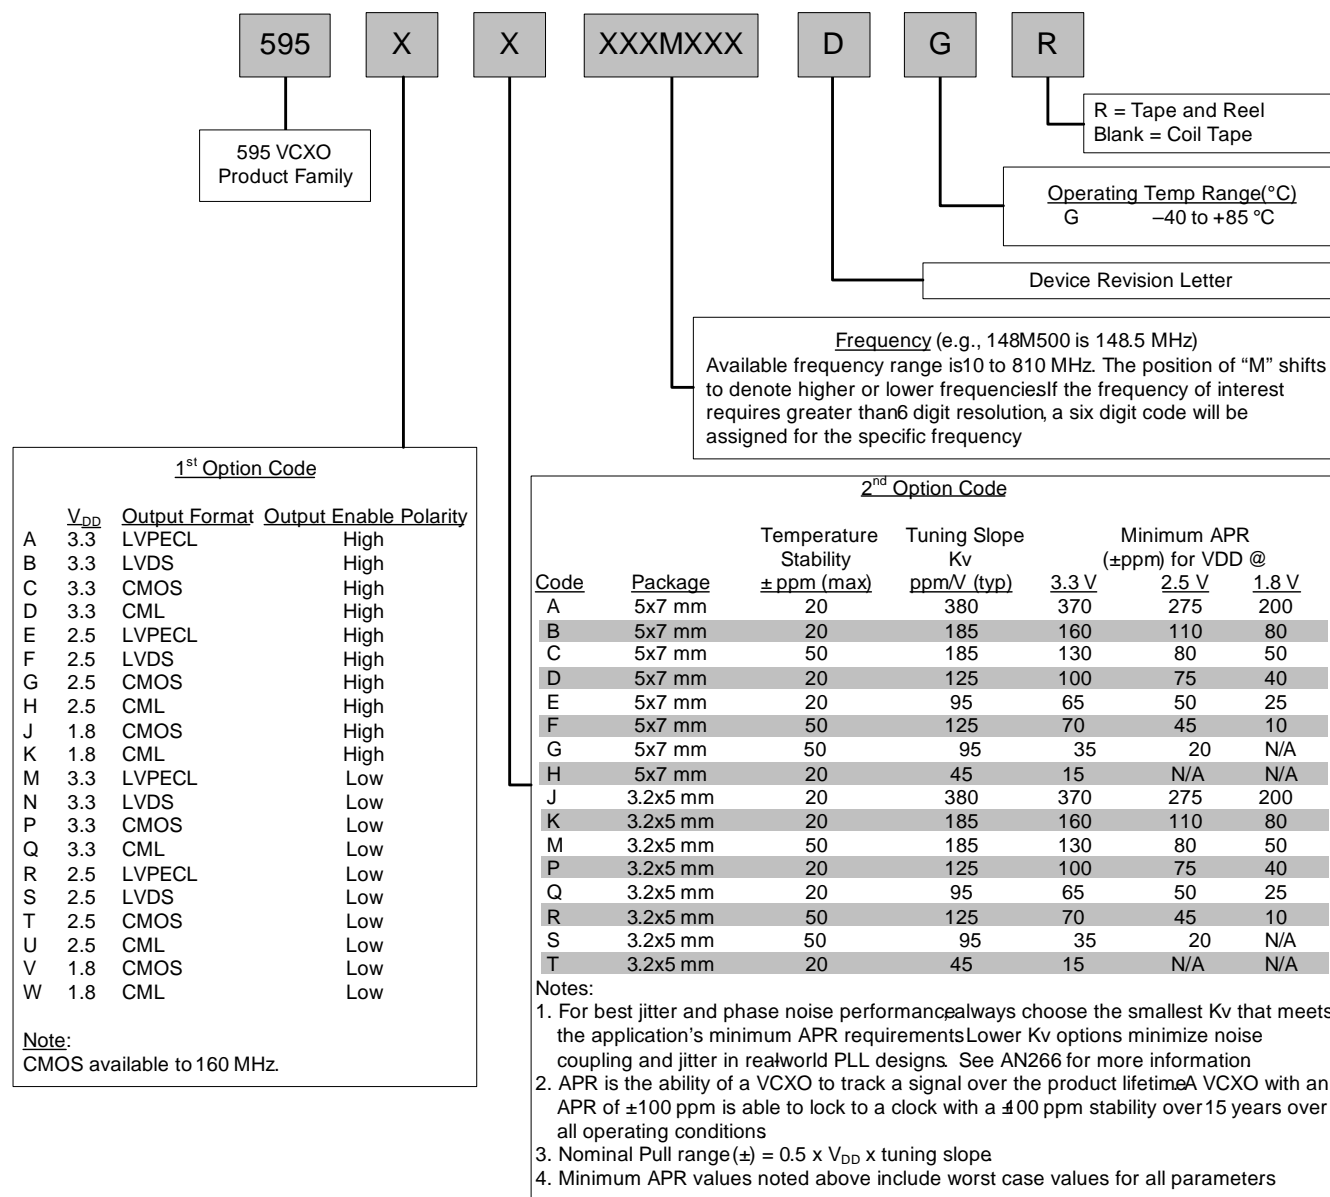 595 X X XXXMXXX D G R
R = Tape and Reel
Blank = Coil Tape
595 VCXO
Product Family
Operating Temp Range(°C)
G –40 to +85 °C
Device Revision Letter
Frequency (e.g., 148M500 is 148.5 MHz)
Available frequency range is10 to 810 MHz. The position of “M” shifts
to denote higher or lower frequenciesIf the frequency of interest
requires greater than6 digit resolution, a six digit code will be
assigned for the specific frequency
1st Option Code
VDD Output Format Output Enable Polarity
A 3.3 LVPECL High
B 3.3 LVDS High
C 3.3 CMOS High
D 3.3 CML High
E 2.5 LVPECL High
F 2.5 LVDS High
G 2.5 CMOS High
H 2.5 CML High
J 1.8 CMOS High
K 1.8 CML High
M 3.3 LVPECL Low
N 3.3 LVDS Low
P 3.3 CMOS Low
Q 3.3 CML Low
R 2.5 LVPECL Low
S 2.5 LVDS Low
T 2.5 CMOS Low
U 2.5 CML Low
V 1.8 CMOS Low
W 1.8 CML Low
Note:
CMOS available to 160 MHz.
2nd Option Code
Temperature Tuning Slope Minimum APR
Stability Kv (±ppm) for VDD @
Code Package ± ppm (max) ppm/V (typ) 3.3 V 2.5 V 1.8 V
A 5x7 mm 20 380 370 275 200
B 5x7 mm 20 185 160 110 80
C 5x7 mm 50 185 130 80 50
D 5x7 mm 20 125 100 75 40
E 5x7 mm 20 95 65 50 25
F 5x7 mm 50 125 70 45 10
G 5x7 mm 50 95 35 20 N/A
H 5x7 mm 20 45 15 N/A N/A
J 3.2x5 mm 20 380 370 275 200
K 3.2x5 mm 20 185 160 110 80
M 3.2x5 mm 50 185 130 80 50
P 3.2x5 mm 20 125 100 75 40
Q 3.2x5 mm 20 95 65 50 25
R 3.2x5 mm 50 125 70 45 10
S 3.2x5 mm 50 95 35 20 N/A
T 3.2x5 mm 20 45 15 N/A N/A
Notes:
1. For best jitter and phase noise performance,always choose the smallest Kv that meets
the application’s minimum APR requirements.Lower Kv options minimize noise
coupling and jitter in real-world PLL designs. See AN266 for more information
2. APR is the ability of a VCXO to track a signal over the product lifetime.A VCXO with an
APR of ±100 ppm is able to lock to a clock with a ±100 ppm stability over 15 years over
all operating conditions
3. Nominal Pull range (±) = 0.5 x VDD x tuning slope.
4. Minimum APR values noted above include worst case values for all parameters